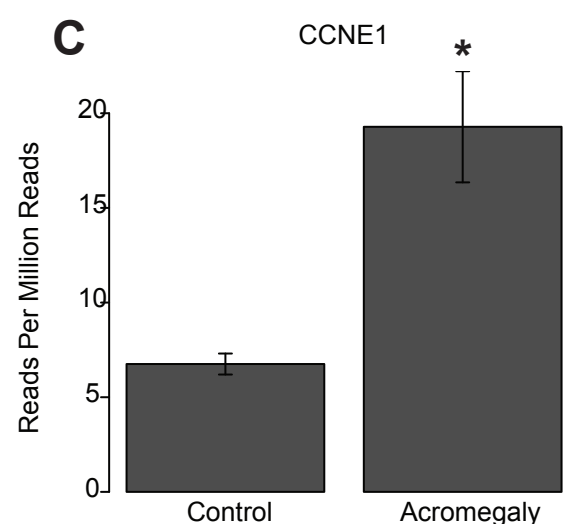 C
CCNE1
*
Reads Per Million Reads
20
15
10
5
0
Control
Acromegaly